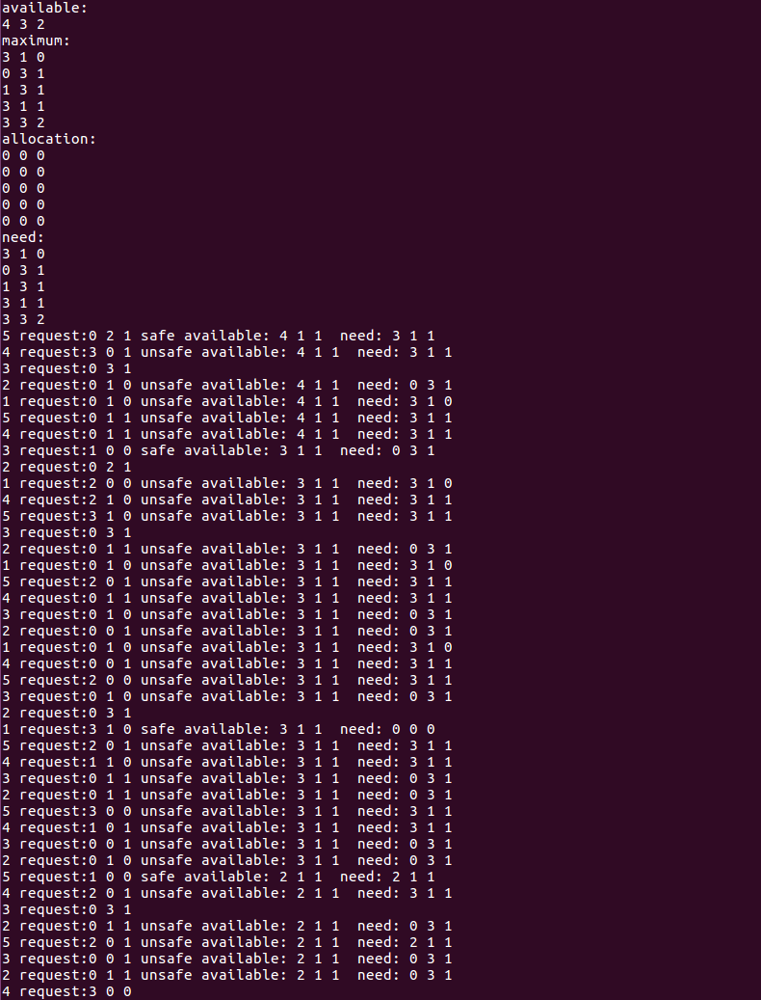 available:
4 3 2
maximum:
3 1 0
0 3 1
1 3 1
3 1 1
3 3 2
allocation:
0 0 0
0 0 0
0 0 0
0 0 0
0 0 0
need:
3 1 0
0 3 1
1 3 1
3 1 1
3 3 2
5 request:0 2 1 safe available: 4 1 1  need: 3 1 1
4 request:3 0 1 unsafe available: 4 1 1  need: 3 1 1
3 request:0 3 1
2 request:0 1 0 unsafe available: 4 1 1  need: 0 3 1
1 request:0 1 0 unsafe available: 4 1 1  need: 3 1 0
5 request:0 1 1 unsafe available: 4 1 1  need: 3 1 1
4 request:0 1 1 unsafe available: 4 1 1  need: 3 1 1
3 request:1 0 0 safe available: 3 1 1  need: 0 3 1
2 request:0 2 1
1 request:2 0 0 unsafe available: 3 1 1  need: 3 1 0
4 request:2 1 0 unsafe available: 3 1 1  need: 3 1 1
5 request:3 1 0 unsafe available: 3 1 1  need: 3 1 1
3 request:0 3 1
2 request:0 1 1 unsafe available: 3 1 1  need: 0 3 1
1 request:0 1 0 unsafe available: 3 1 1  need: 3 1 0
5 request:2 0 1 unsafe available: 3 1 1  need: 3 1 1
4 request:0 1 1 unsafe available: 3 1 1  need: 3 1 1
3 request:0 1 0 unsafe available: 3 1 1  need: 0 3 1
2 request:0 0 1 unsafe available: 3 1 1  need: 0 3 1
1 request:0 1 0 unsafe available: 3 1 1  need: 3 1 0
4 request:0 0 1 unsafe available: 3 1 1  need: 3 1 1
5 request:2 0 0 unsafe available: 3 1 1  need: 3 1 1
3 request:0 1 0 unsafe available: 3 1 1  need: 0 3 1
2 request:0 3 1
1 request:3 1 0 safe available: 3 1 1  need: 0 0 0
5 request:2 0 1 unsafe available: 3 1 1  need: 3 1 1
4 request:1 1 0 unsafe available: 3 1 1  need: 3 1 1
3 request:0 1 1 unsafe available: 3 1 1  need: 0 3 1
2 request:0 1 1 unsafe available: 3 1 1  need: 0 3 1
5 request:3 0 0 unsafe available: 3 1 1  need: 3 1 1
4 request:1 0 1 unsafe available: 3 1 1  need: 3 1 1
3 request:0 0 1 unsafe available: 3 1 1  need: 0 3 1
2 request:0 1 0 unsafe available: 3 1 1  need: 0 3 1
5 request:1 0 0 safe available: 2 1 1  need: 2 1 1
4 request:2 0 1 unsafe available: 2 1 1  need: 3 1 1
3 request:0 3 1
2 request:0 1 1 unsafe available: 2 1 1  need: 0 3 1
5 request:2 0 1 unsafe available: 2 1 1  need: 2 1 1
3 request:0 0 1 unsafe available: 2 1 1  need: 0 3 1
2 request:0 1 1 unsafe available: 2 1 1  need: 0 3 1
4 request:3 0 0